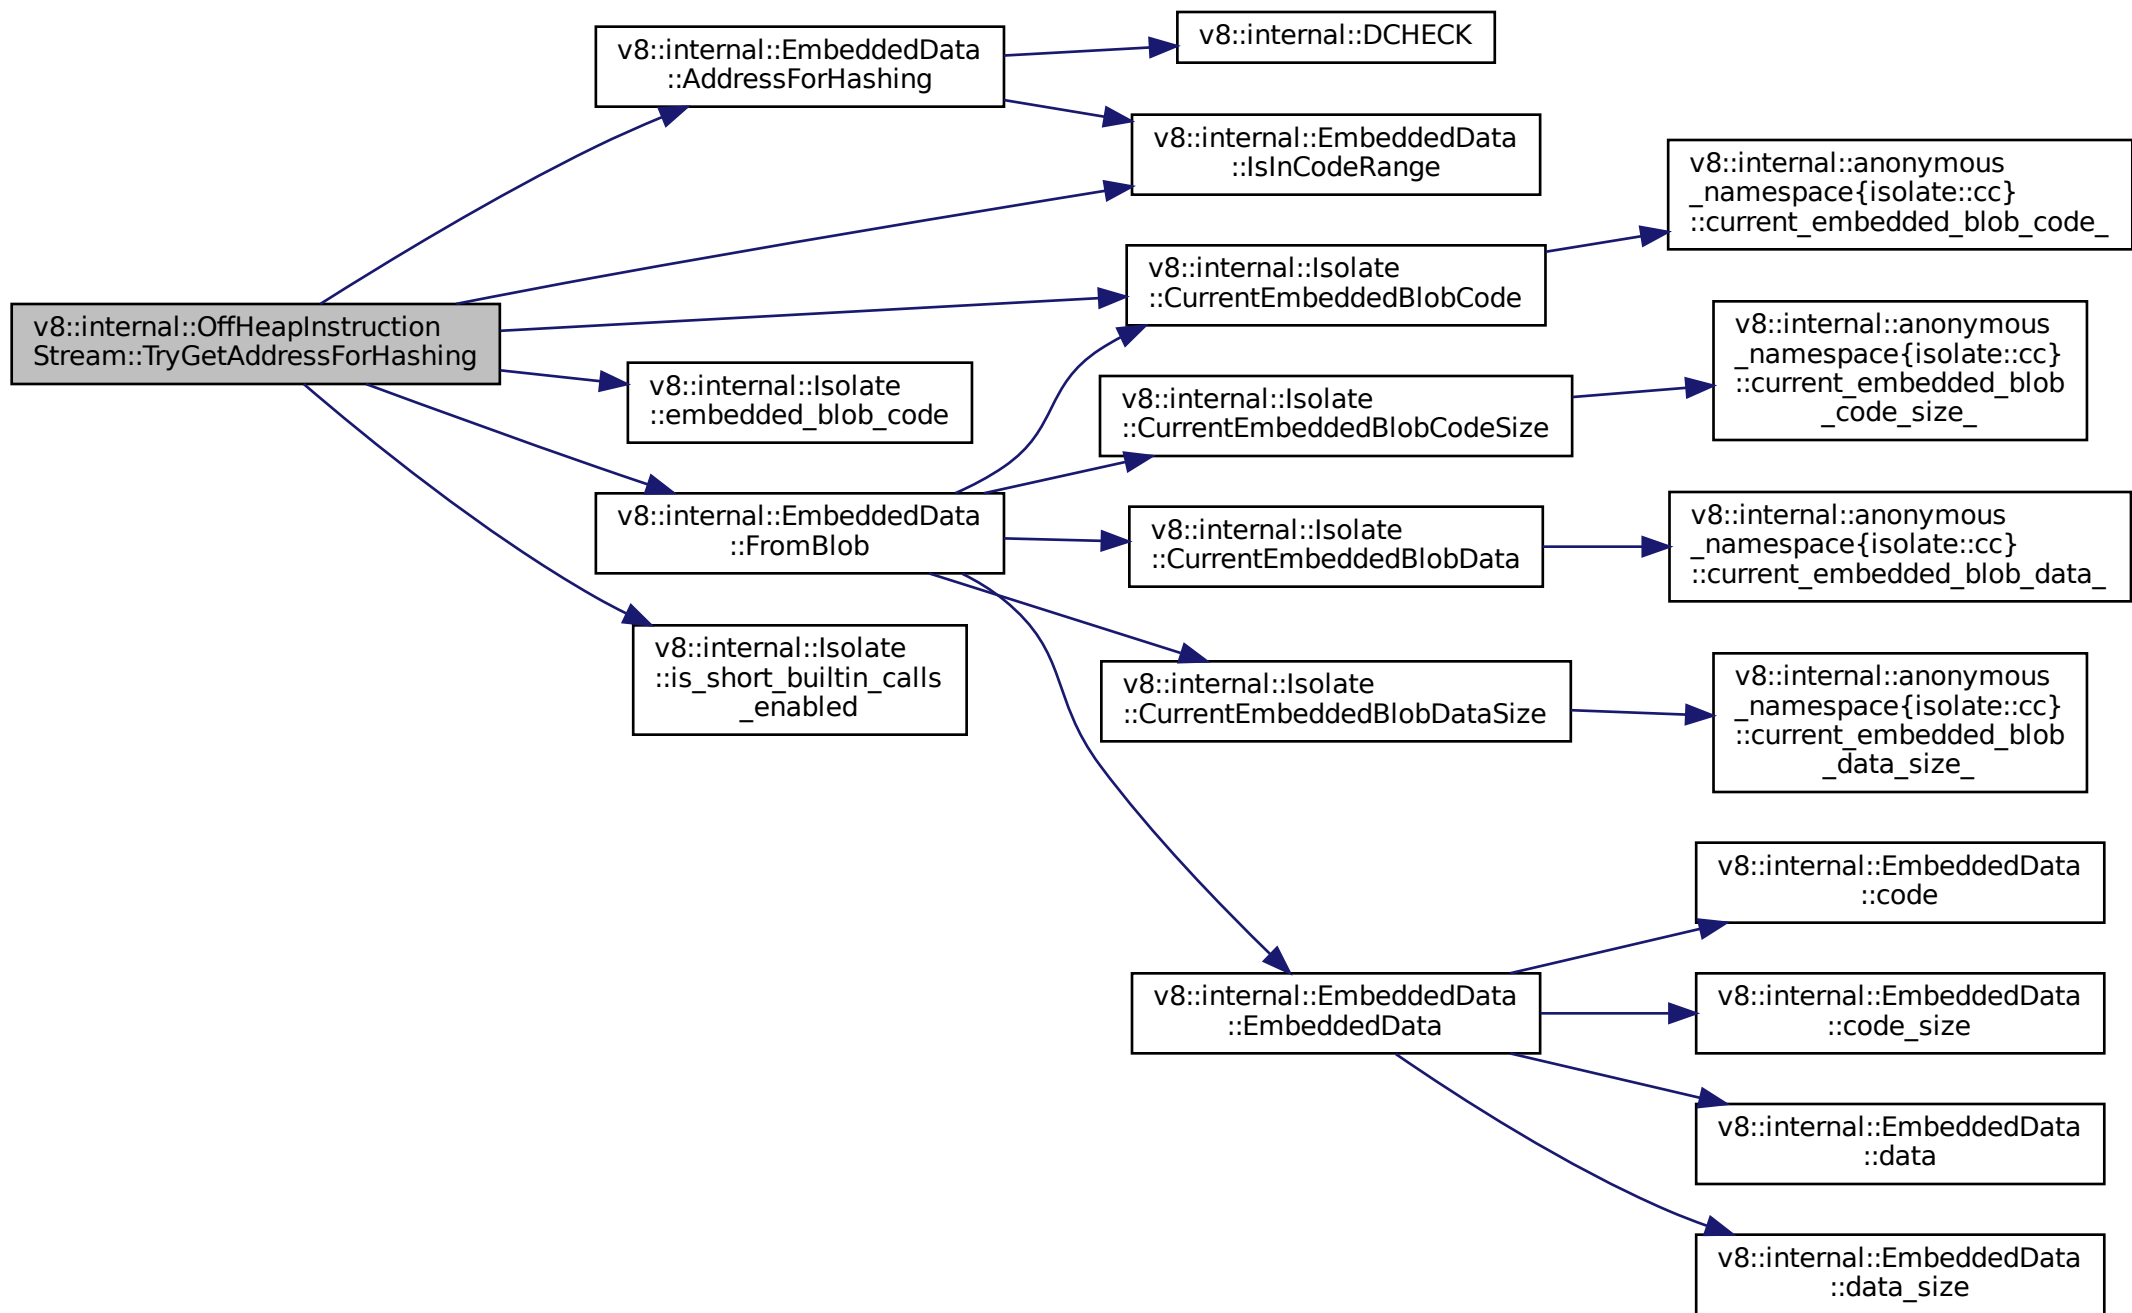 v8::internal::OffHeapInstruction
Stream::TryGetAddressForHashing
v8::internal::EmbeddedData
::AddressForHashing
v8::internal::Isolate
::embedded_blob_code
v8::internal::EmbeddedData
::FromBlob
v8::internal::Isolate
::is_short_builtin_calls
_enabled
v8::internal::DCHECK
v8::internal::EmbeddedData
::IsInCodeRange
v8::internal::Isolate
::CurrentEmbeddedBlobCode
v8::internal::Isolate
::CurrentEmbeddedBlobCodeSize
v8::internal::Isolate
::CurrentEmbeddedBlobData
v8::internal::Isolate
::CurrentEmbeddedBlobDataSize
v8::internal::EmbeddedData
::EmbeddedData
v8::internal::anonymous
_namespace{isolate::cc}
::current_embedded_blob_code_
v8::internal::anonymous
_namespace{isolate::cc}
::current_embedded_blob
_code_size_
v8::internal::anonymous
_namespace{isolate::cc}
::current_embedded_blob_data_
v8::internal::anonymous
_namespace{isolate::cc}
::current_embedded_blob
_data_size_
v8::internal::EmbeddedData
::code
v8::internal::EmbeddedData
::code_size
v8::internal::EmbeddedData
::data
v8::internal::EmbeddedData
::data_size